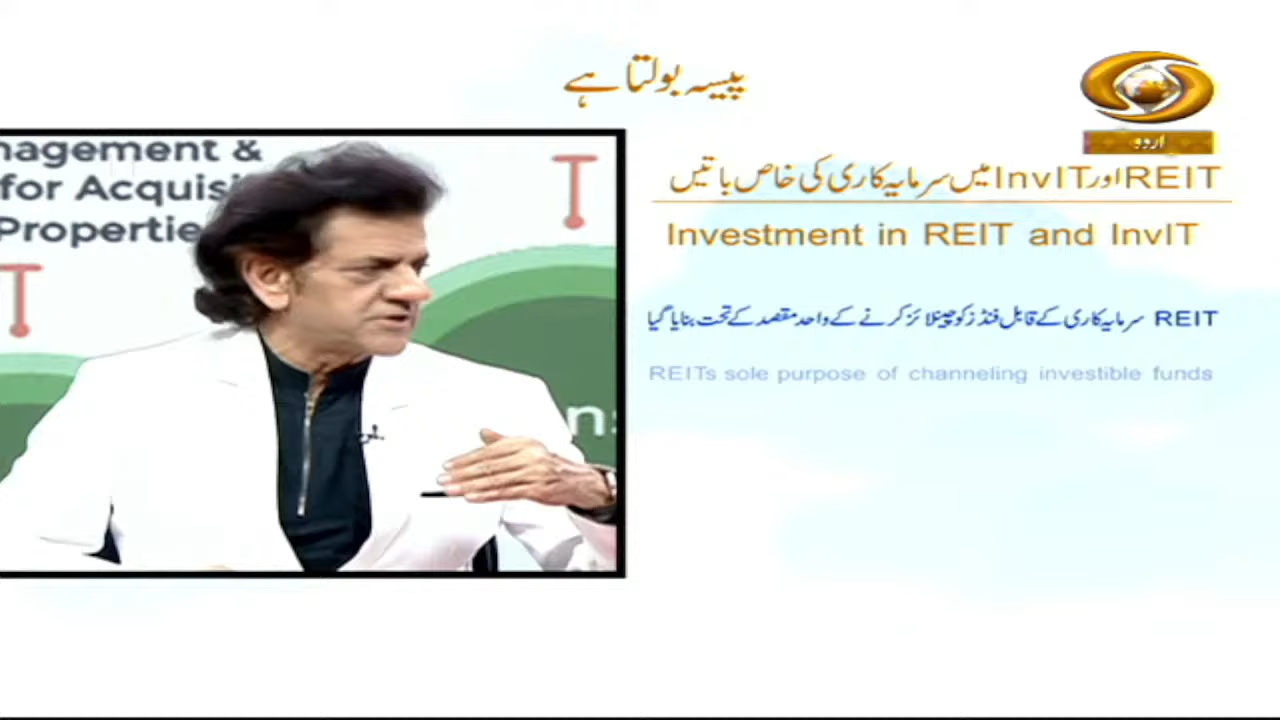 پیسہ بولتا ہے
اردو
nagement &
for Acquisi
Propertie
T
T
ns
REIT اور InvIT میں سرمایہ کاری کی خاص باتیں
Investment in REIT and InvIT
REIT سرمایہ کاری کے قابل فنڈز کو چینلائز کرنے کے واحد مقصد کے تحت بنایا گیا
REITs sole purpose of channeling investible funds